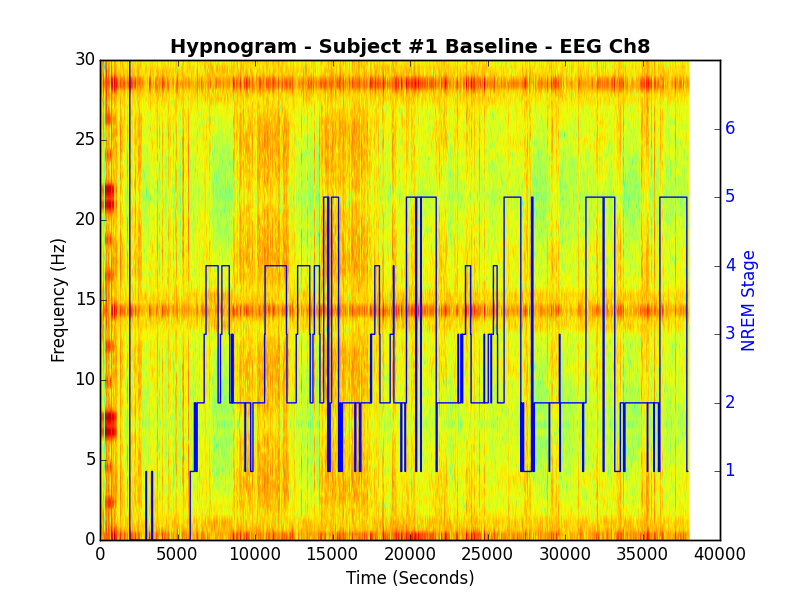 Hypnogram - Subject #1 Baseline - EEG Ch8
30
25
20
15
10
5
0
Frequency (Hz)
6
5
4
3
2
1
NREM Stage
0 5000 10000 15000 20000 25000 30000 35000 40000
Time (Seconds)